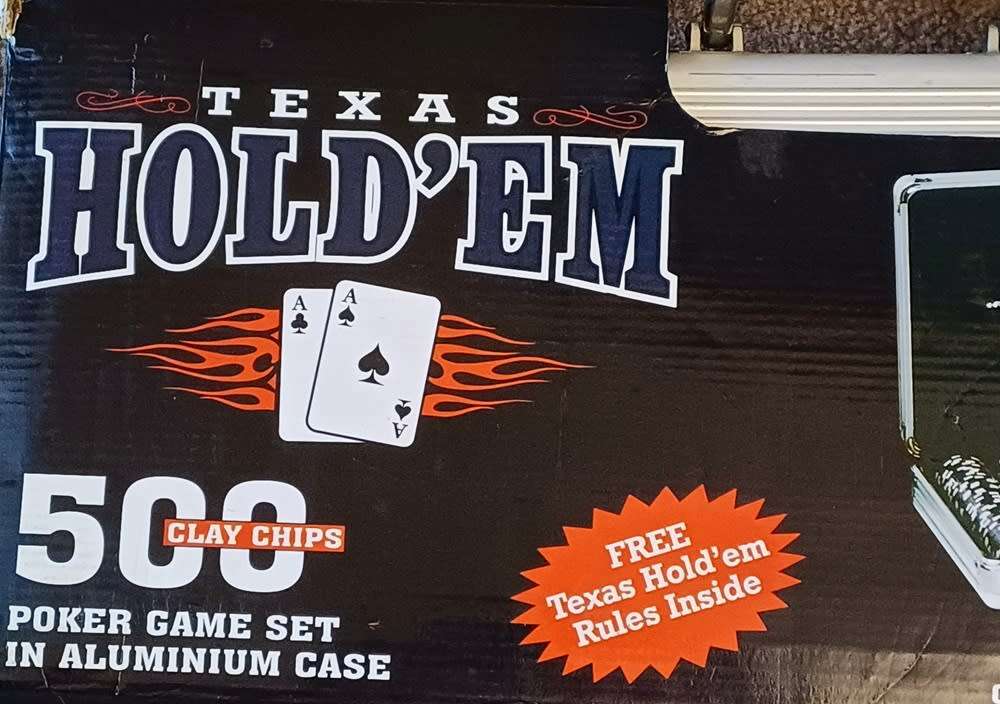 TEXAS
HOLD'EM
A
A
A
500
CLAY CHIPS
POKER GAME SET
IN ALUMINIUM CASE
FREE
Texas Hold'em
Rules Inside